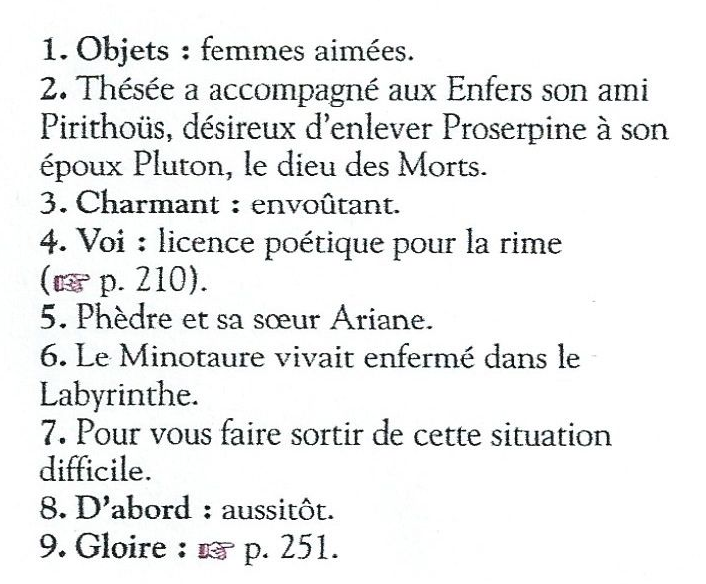 1. Objets : femmes aimées.
2. Thésée a accompagné aux Enfers son ami
Pirithoüs, désireux d'enlever Proserpine à son
époux Pluton, le dieu des Morts.
3. Charmant : envoûtant.
4. Voi : licence poétique pour la rime
(☞ p. 210).
5. Phèdre et sa sœur Ariane.
6. Le Minotaure vivait enfermé dans le
Labyrinthe.
7. Pour vous faire sortir de cette situation
difficile.
8. D'abord : aussitôt.
9. Gloire : ☞ p. 251.